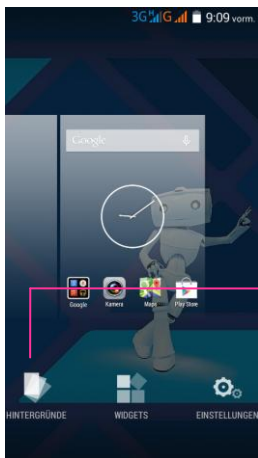 3G H G 9:09 vorm.
Google
Google Kamera Maps Play Store
HINTERGRÜNDE WIDGETS EINSTELLUNGEN